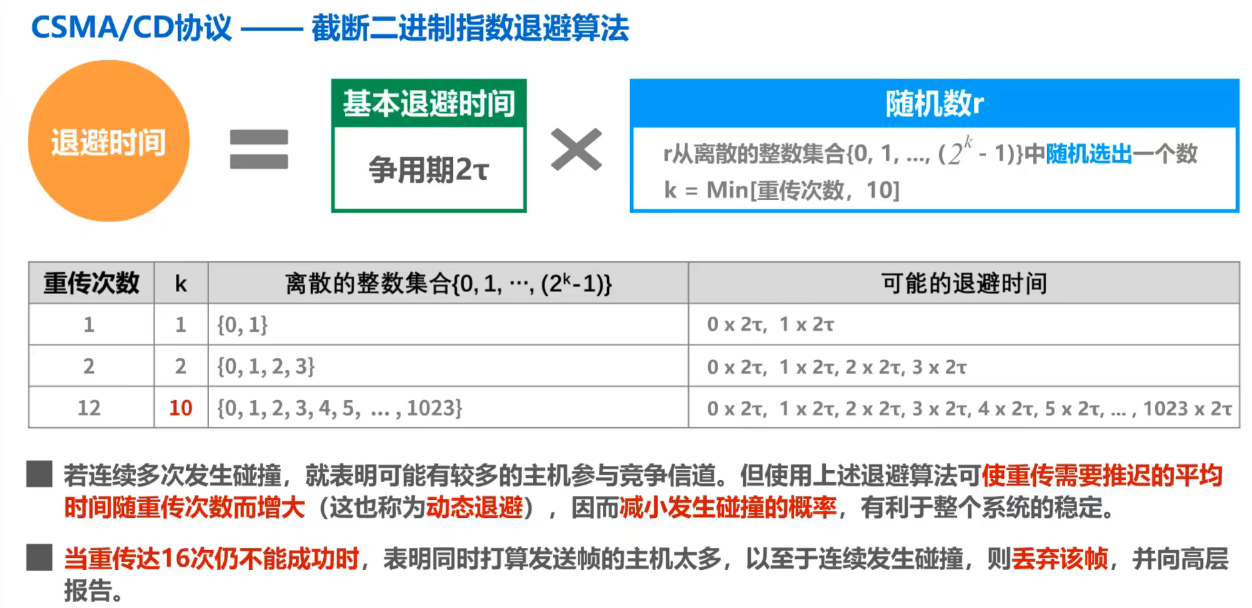 CSMA/CD协议 —— 截断二进制指数退避算法
退避时间
=
基本退避时间
争用期2τ
×
随机数r
r从离散的整数集合{0, 1, ..., (2^k - 1)}中随机选出一个数
k = Min[重传次数，10]
重传次数 k 离散的整数集合{0, 1, ⋯, (2^k-1)} 可能的退避时间
1 1 {0, 1} 0 x 2τ, 1 x 2τ
2 2 {0, 1, 2, 3} 0 x 2τ, 1 x 2τ, 2 x 2τ, 3 x 2τ
12 10 {0, 1, 2, 3, 4, 5, ... , 1023} 0 x 2τ, 1 x 2τ, 2 x 2τ, 3 x 2τ, 4 x 2τ, 5 x 2τ, ... , 1023 x 2τ
若连续多次发生碰撞，就表明可能有较多的主机参与竞争信道。但使用上述退避算法可使重传需要推迟的平均
时间随重传次数而增大（这也称为动态退避），因而减小发生碰撞的概率，有利于整个系统的稳定。
当重传达16次仍不能成功时，表明同时打算发送帧的主机太多，以至于连续发生碰撞，则丢弃该帧，并向高层
报告。